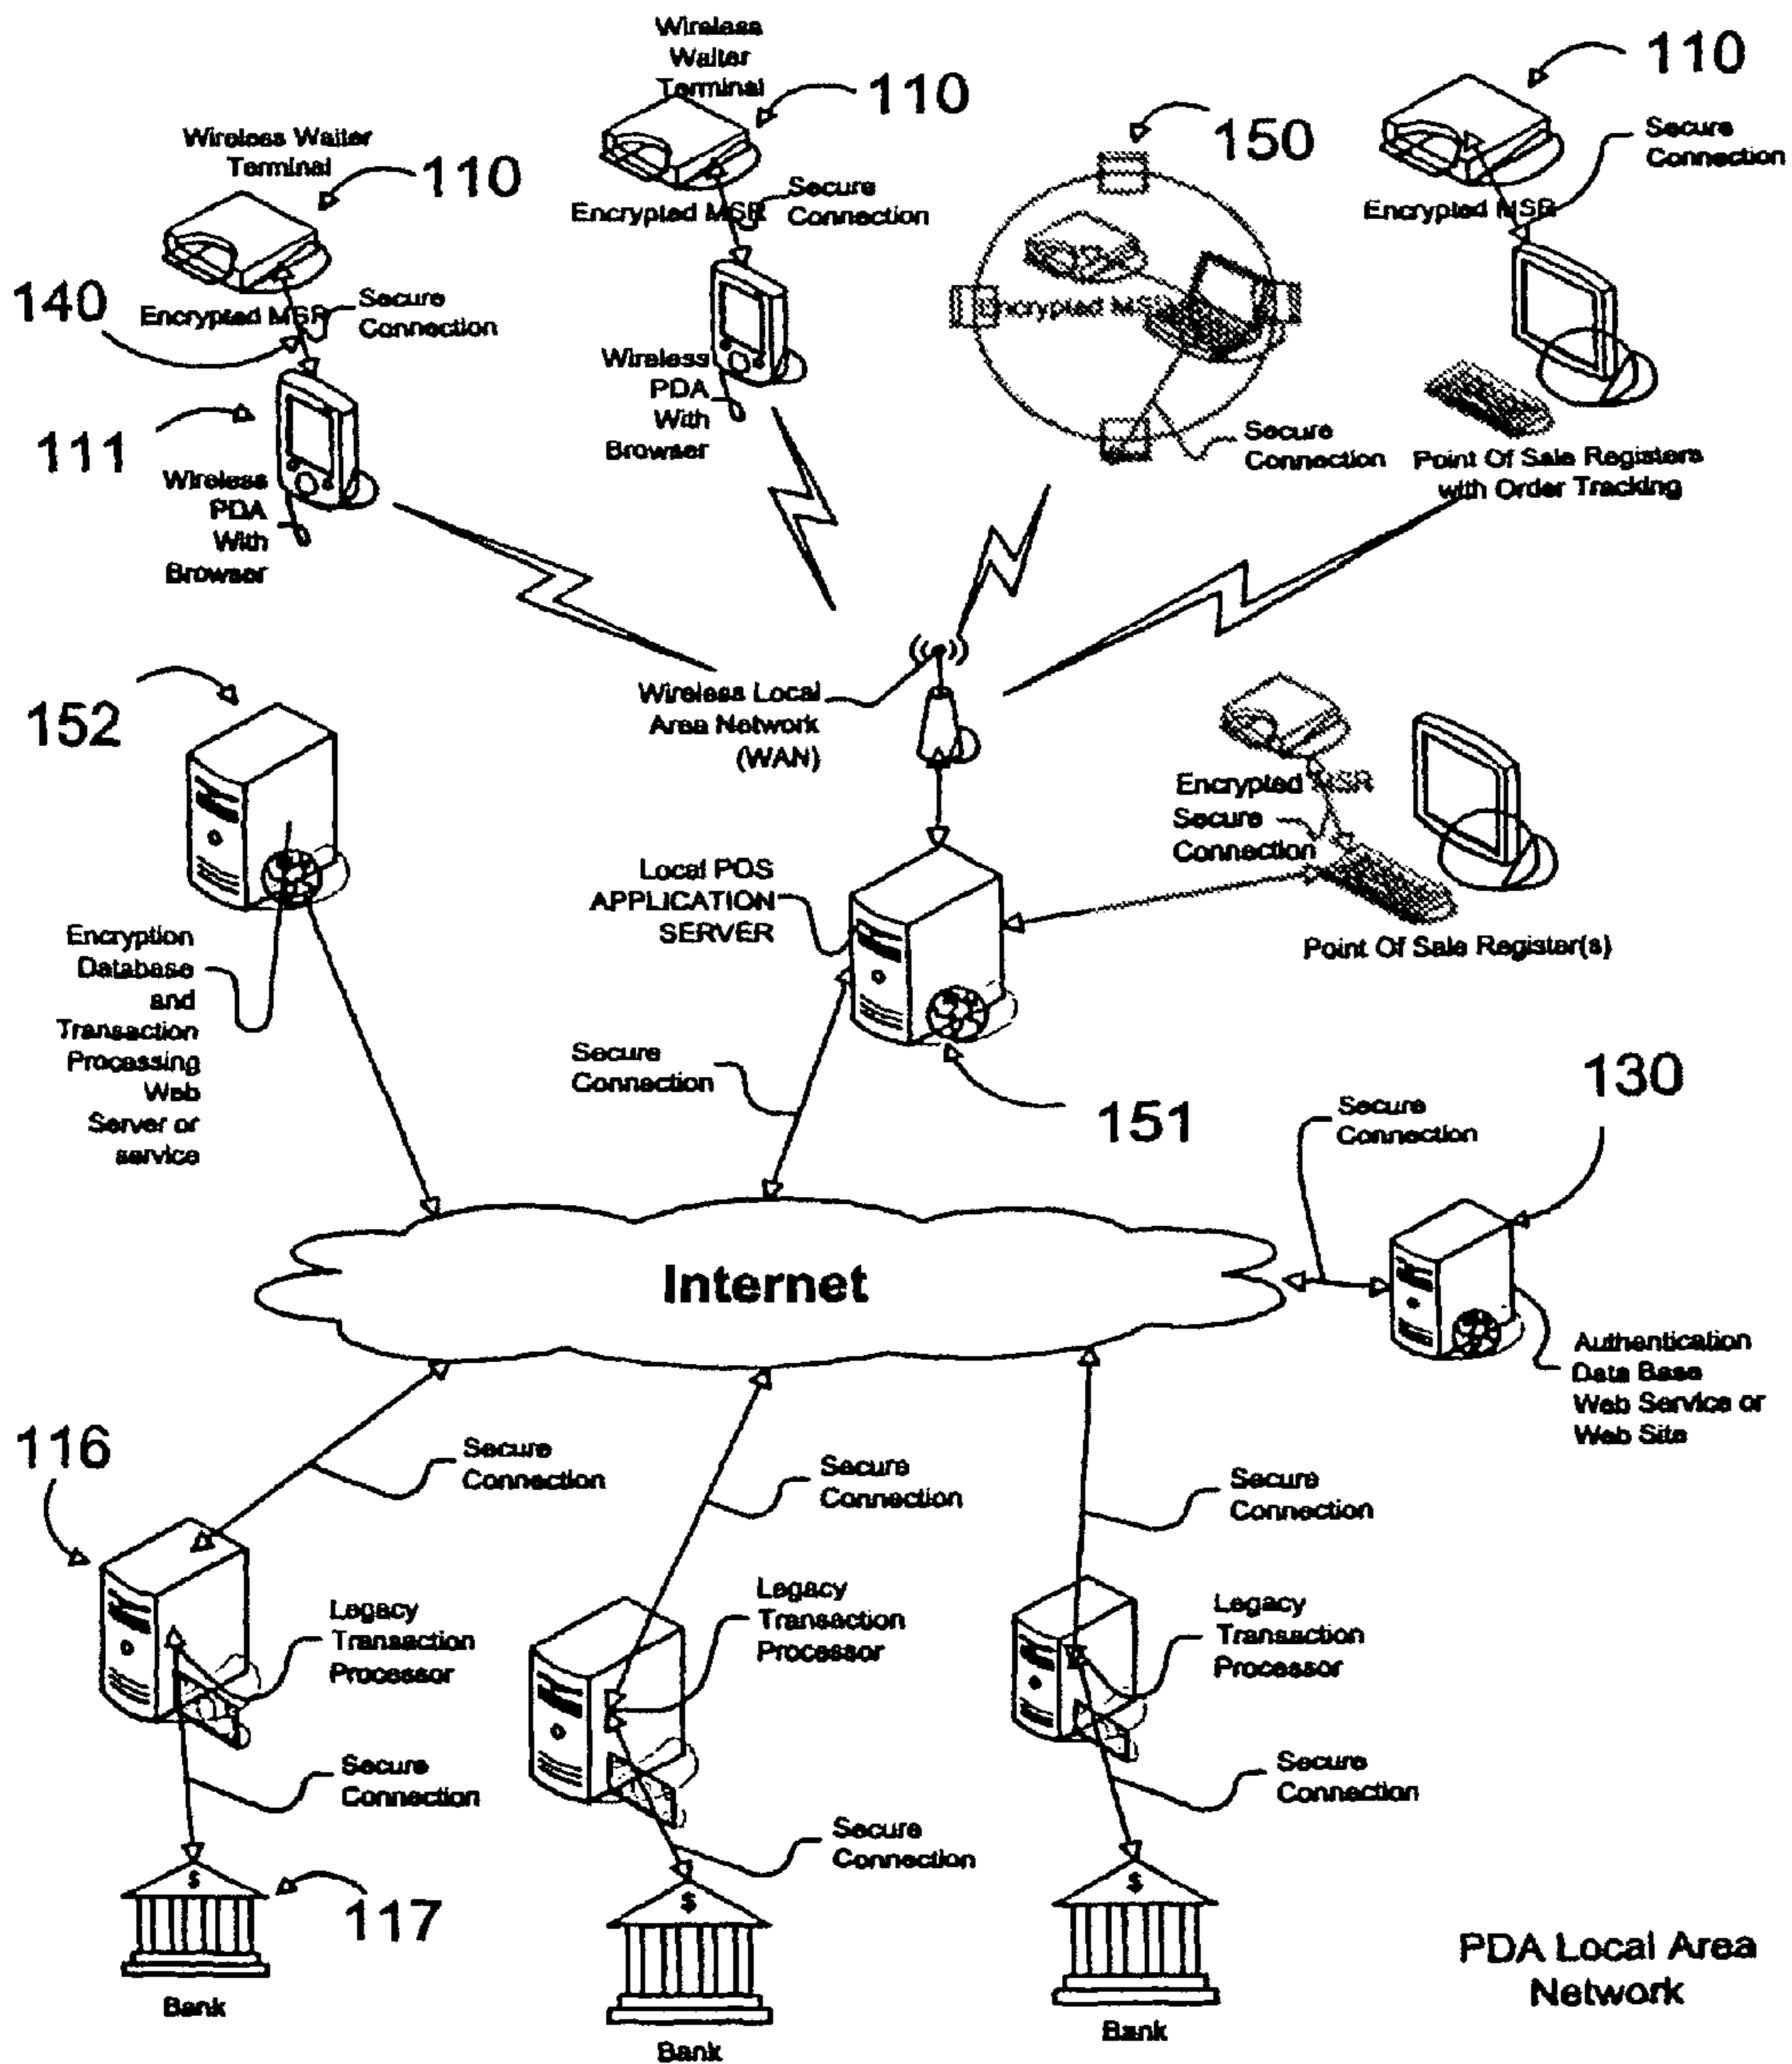 Wireless
Waiter
Terminal
110
110
Wireless Waiter
Terminal
110
150
Secure
Connection
Encrypted MSR
Secure
Connection
Encrypted MSR
Encrypted MSR
Secure
Connection
140
Encrypted MSR
Wireless
PDA
With
Browser
111
Secure
Connection
Point Of Sale Registers
with Order Tracking
Wireless
PDA
With
Browser
152
Wireless Local
Area Network
(WAN)
Encrypted MSR
Secure
Connection
Local POS
APPLICATION
SERVER
Point Of Sale Register(s)
Encryption
Database
and
Transaction
Processing
Web
Server or
service
Secure
Connection
151
130
Secure
Connection
Internet
Authentication
Data Base
Web Service or
Web Site
116
Secure
Connection
Secure
Connection
Secure
Connection
Legacy
Transaction
Processor
Legacy
Transaction
Processor
Legacy
Transaction
Processor
Secure
Connection
Secure
Connection
Secure
Connection
117
Bank
Bank
Bank
PDA Local Area
Network